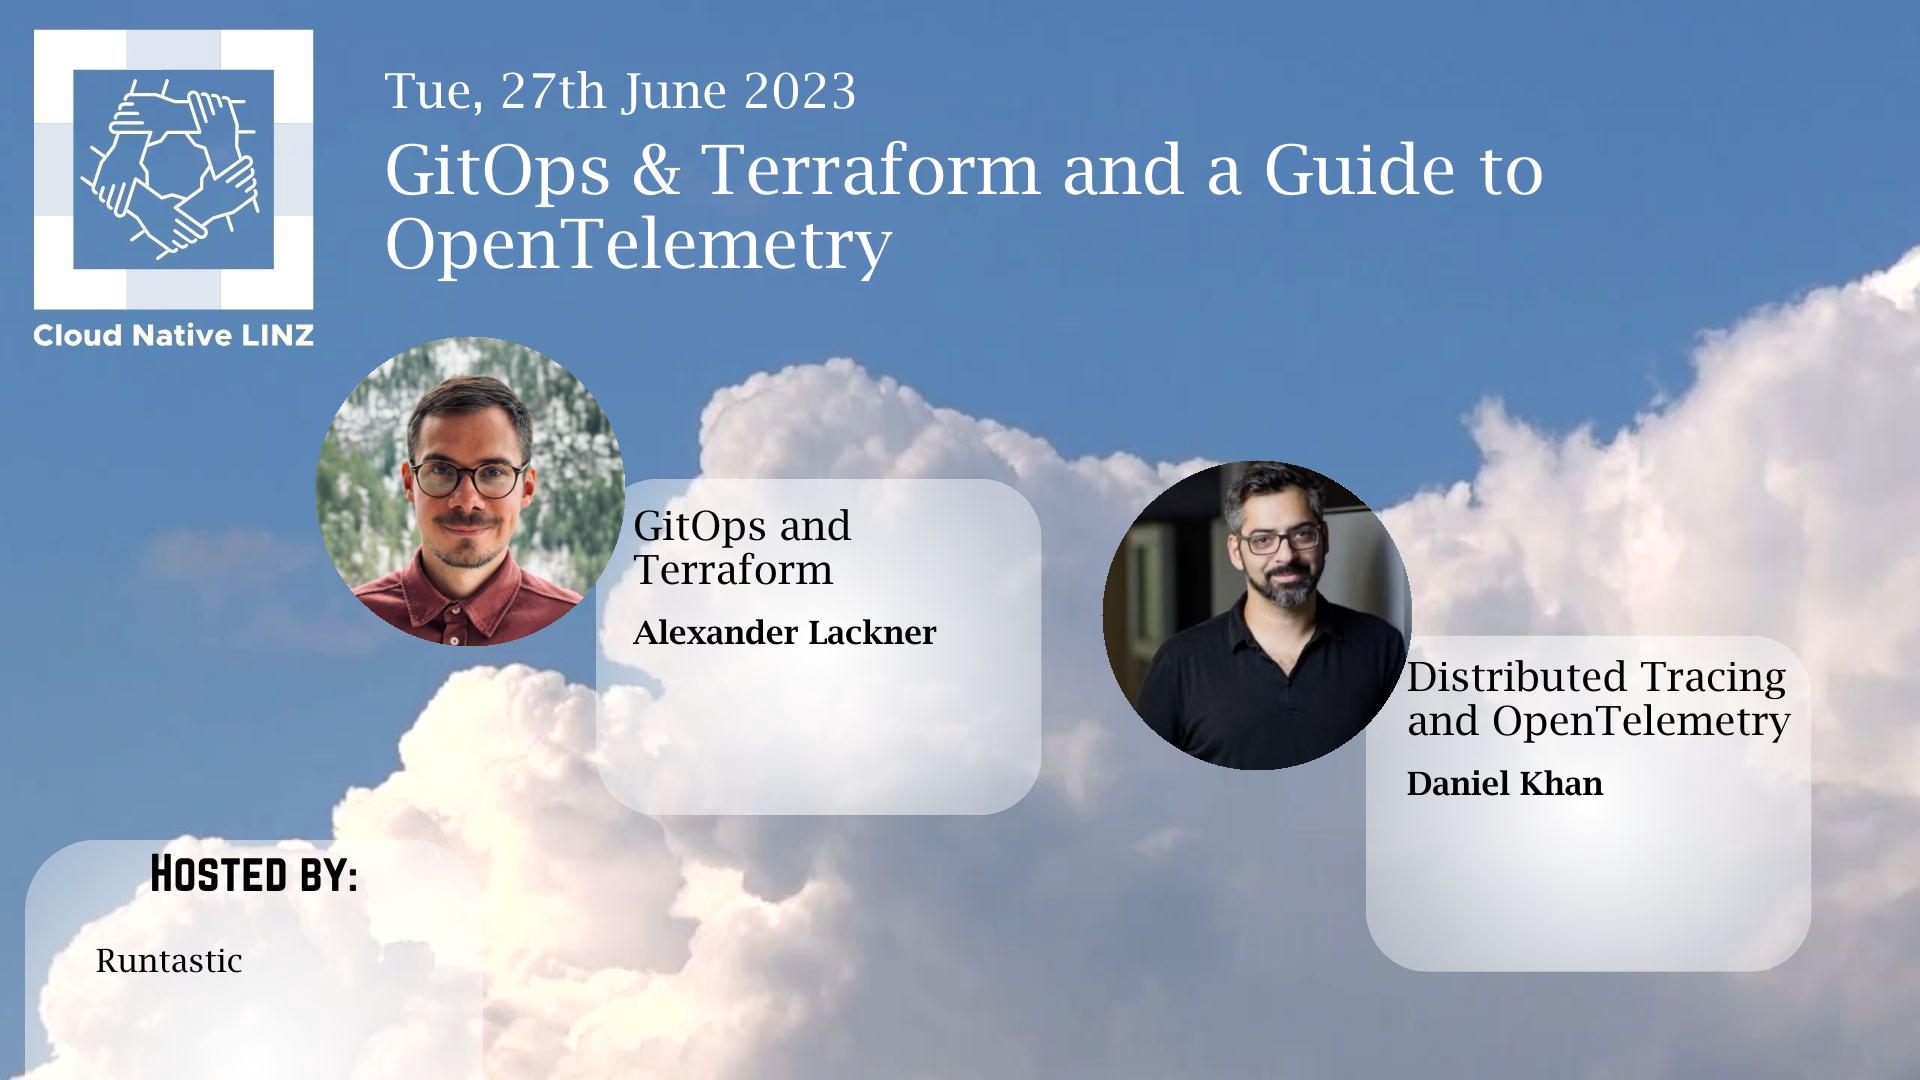 Tue, 27th June 2023
GitOps & Terraform and a Guide to
OpenTelemetry
Cloud Native LINZ
GitOps and
Terraform
Alexander Lackner
Distributed Tracing
and OpenTelemetry
Daniel Khan
HOSTED BY:
Runtastic